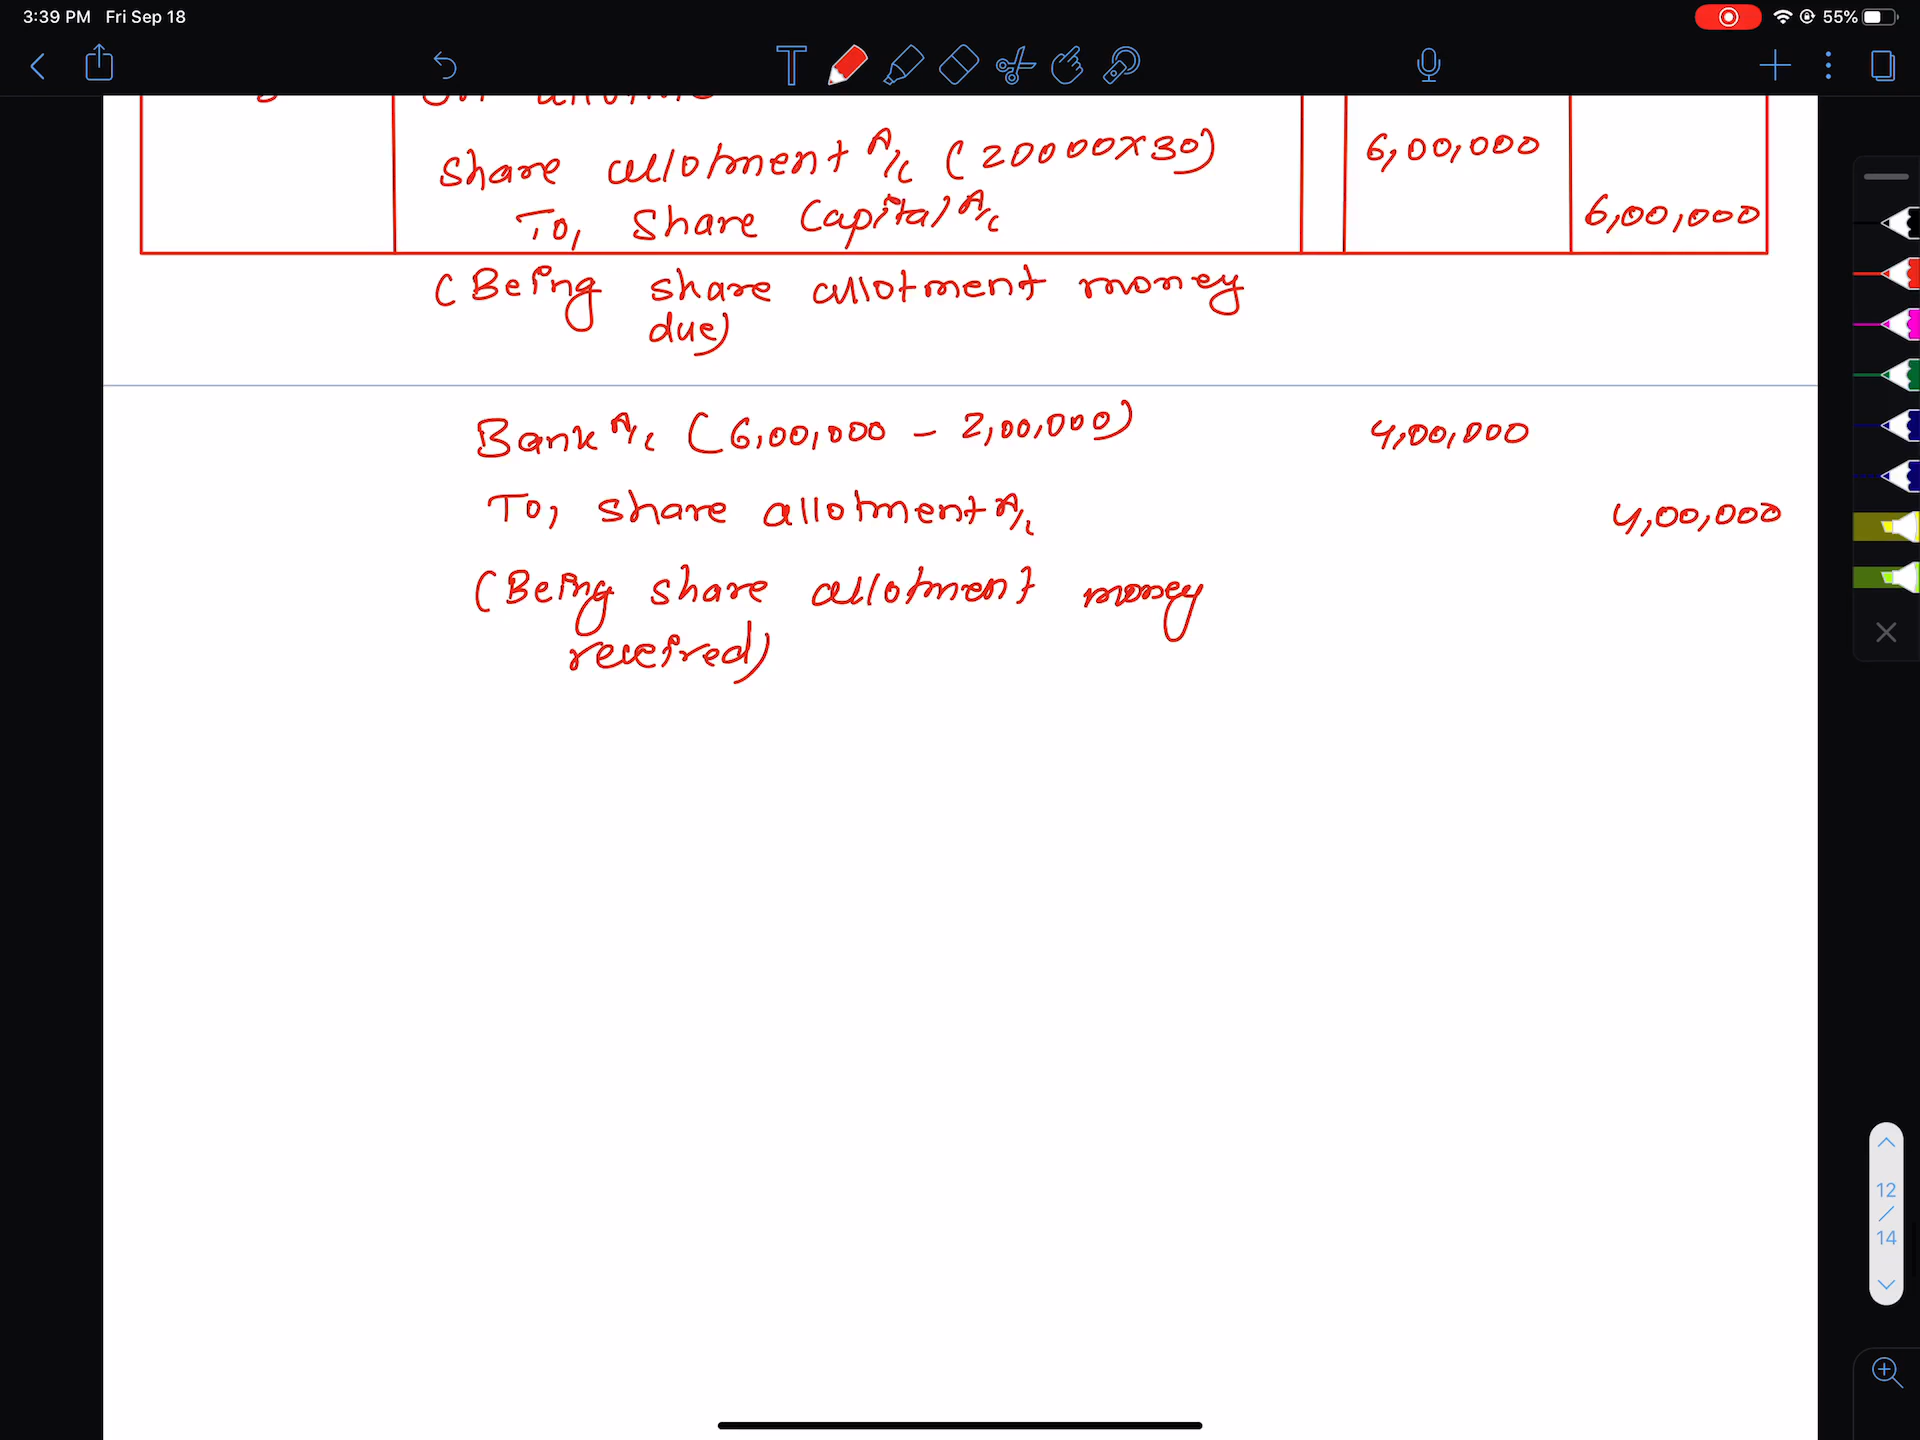 3:39 PM Fri Sep 18
55%
Share allotment A/c (20000X30) 6,00,000
To, Share Capital A/c 6,00,000
(Being share allotment money
due)
Bank A/c (6,00,000 - 2,00,000) 4,00,000
To, share allotment A/c 4,00,000
(Being share allotment money
received)
12
/
14